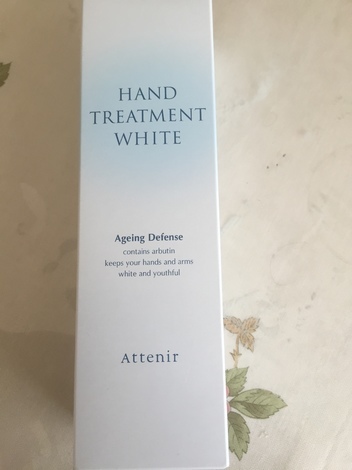 HAND
TREATMENT
WHITE
Ageing Defense
contains arbutin
keeps your hands and arms
white and youthful
Attenir